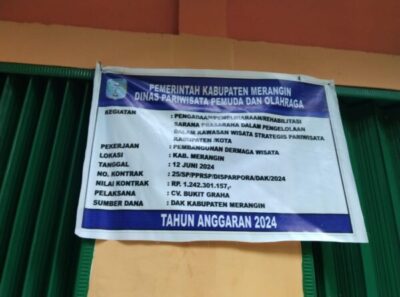 PEMERINTAH KABUPATEN MERANGIN
DINAS PARIWISATA PEMUDA DAN OLAHRAGA
KEGIATAN : PENGADAAN/PEMELIHARAAN/REHABILITASI
SARANA PRASARANA DALAM PENGELOLAAN
DALAM KAWASAN WISATA STRATEGIS PARIWISATA
KABUPATEN /KOTA
PEKERJAAN : PEMBANGUNAN DERMAGA WISATA
LOKASI : KAB. MERANGIN
TANGGAL : 12 JUNI 2024
NO. KONTRAK : 25/SP/PPRSP/DISPARPORA/DAK/2024
NILAI KONTRAK : RP. 1.242.301.157,-
PELAKSANA : CV. BUKIT GRAHA
SUMBER DANA : DAK KABUPATEN MERANGIN
TAHUN ANGGARAN 2024